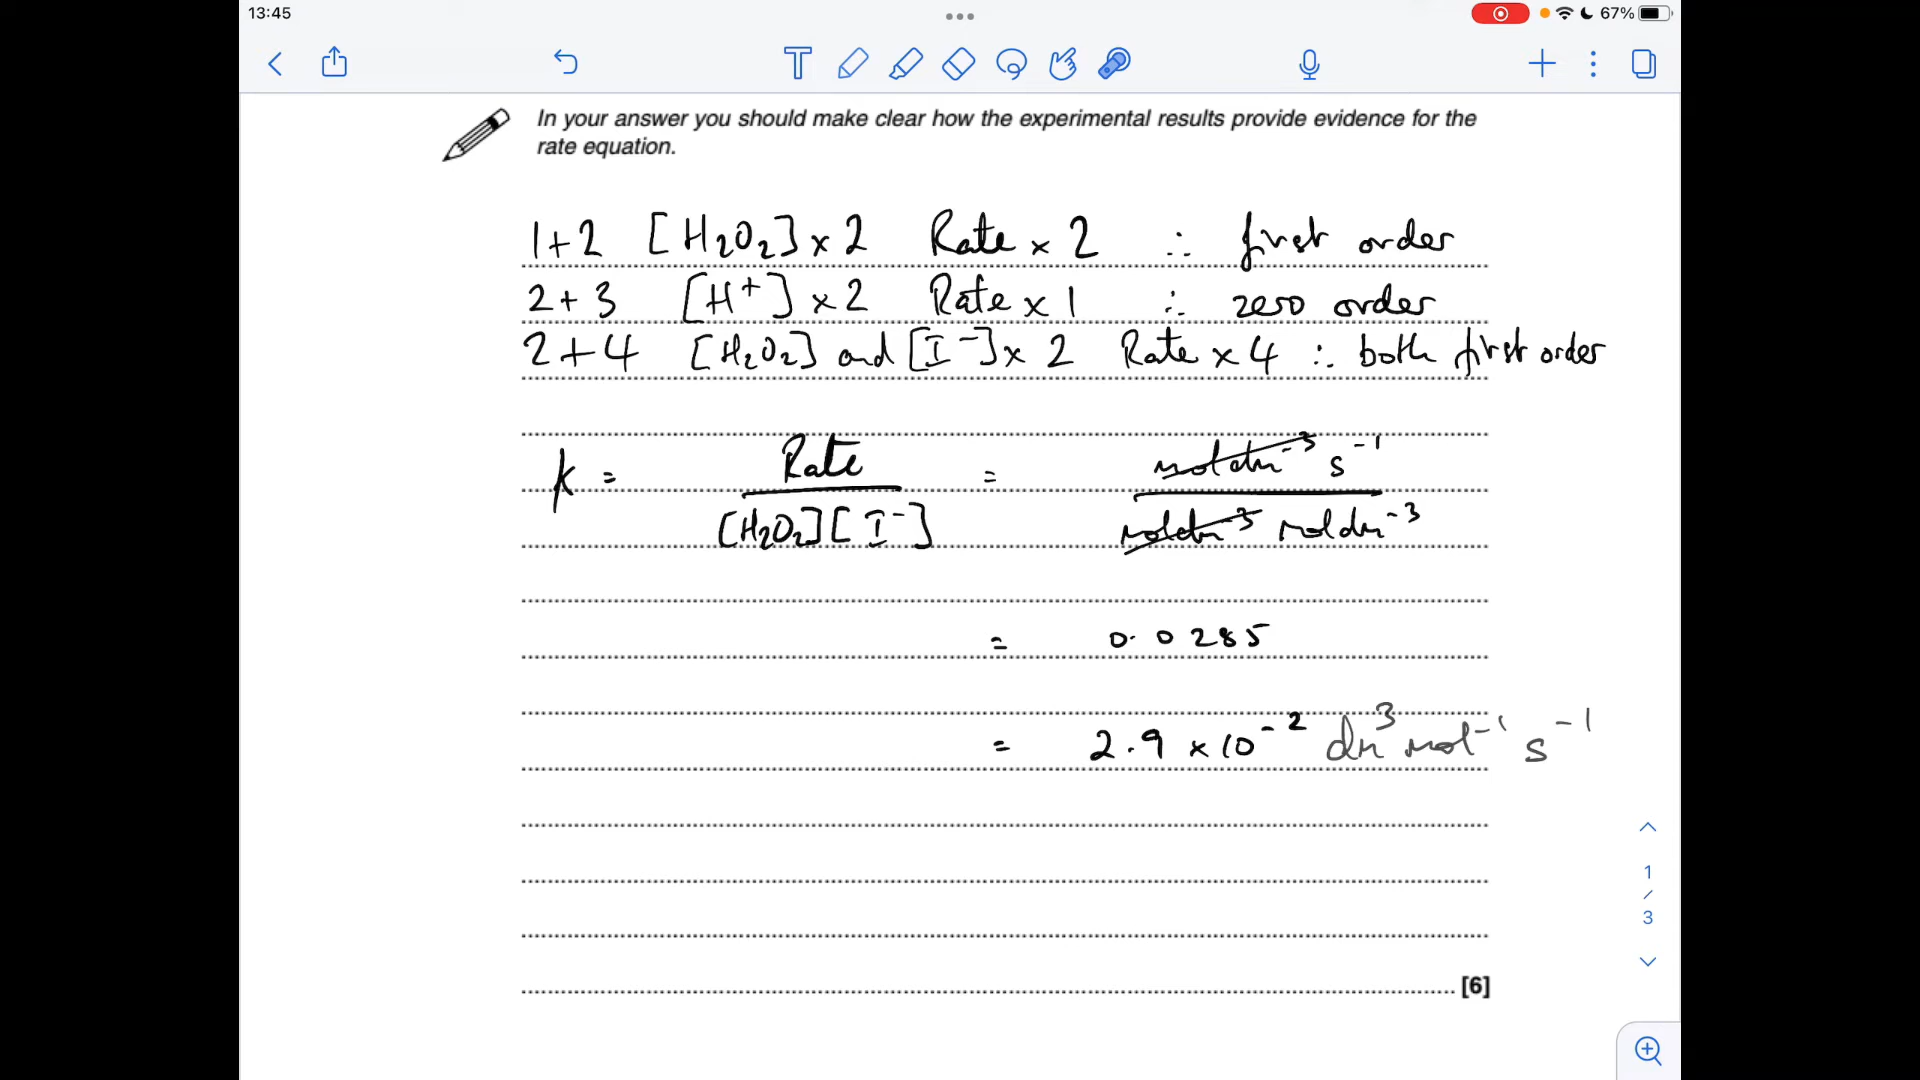 13:45
67%
In your answer you should make clear how the experimental results provide evidence for the
rate equation.
1+2 [H₂O₂] × 2 Rate × 2 ∴ first order
2+3 [H⁺] × 2 Rate × 1 ∴ zero order
2+4 [H₂O₂] and [I⁻] × 2 Rate × 4 ∴ both first order
k = Rate = moldm⁻³ s⁻¹
[H₂O₂][I⁻] moldm⁻³ moldm⁻³
= 0.0285
= 2.9 × 10⁻² dm³ mol⁻¹ s⁻¹
1
/
3
[6]